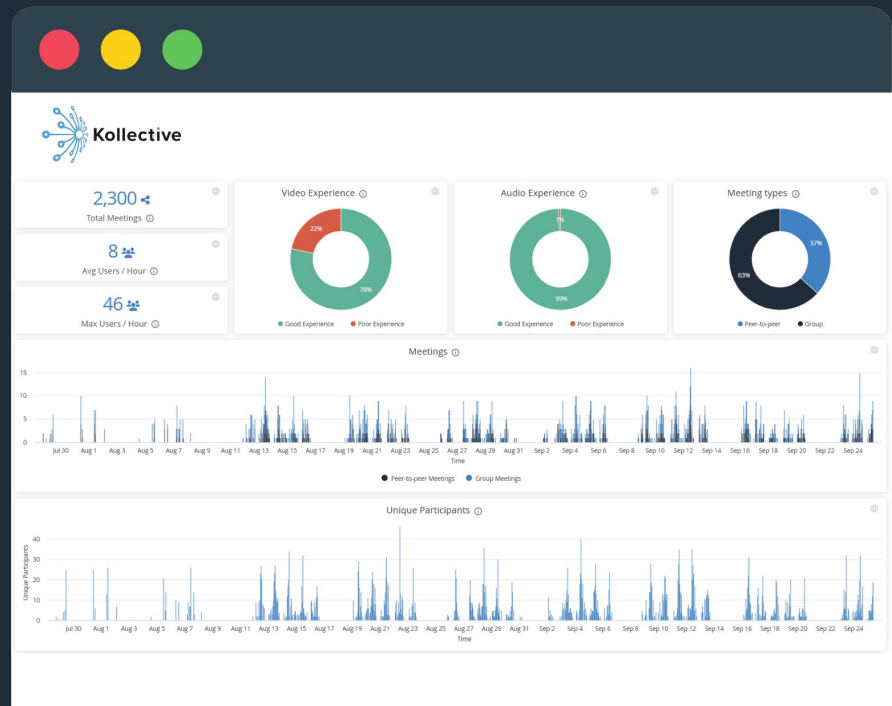 Kollective
2,300
Total Meetings
8
Avg Users / Hour
46
Max Users / Hour
Video Experience
22%
78%
Good Experience Poor Experience
Audio Experience
1%
99%
Good Experience Poor Experience
Meeting types
37%
63%
Peer-to-peer Group
Meetings
15
10
5
0
Jul 30 Aug 1 Aug 3 Aug 5 Aug 7 Aug 9 Aug 11 Aug 13 Aug 15 Aug 17 Aug 19 Aug 21 Aug 23 Aug 25 Aug 27 Aug 29 Aug 31 Sep 2 Sep 4 Sep 6 Sep 8 Sep 10 Sep 12 Sep 14 Sep 16 Sep 18 Sep 20 Sep 22 Sep 24
Time
Peer-to-peer Meetings Group Meetings
Unique Participants
Unique Participants
40
30
20
10
0
Jul 30 Aug 1 Aug 3 Aug 5 Aug 7 Aug 9 Aug 11 Aug 13 Aug 15 Aug 17 Aug 19 Aug 21 Aug 23 Aug 25 Aug 27 Aug 29 Aug 31 Sep 2 Sep 4 Sep 6 Sep 8 Sep 10 Sep 12 Sep 14 Sep 16 Sep 18 Sep 20 Sep 22 Sep 24
Time